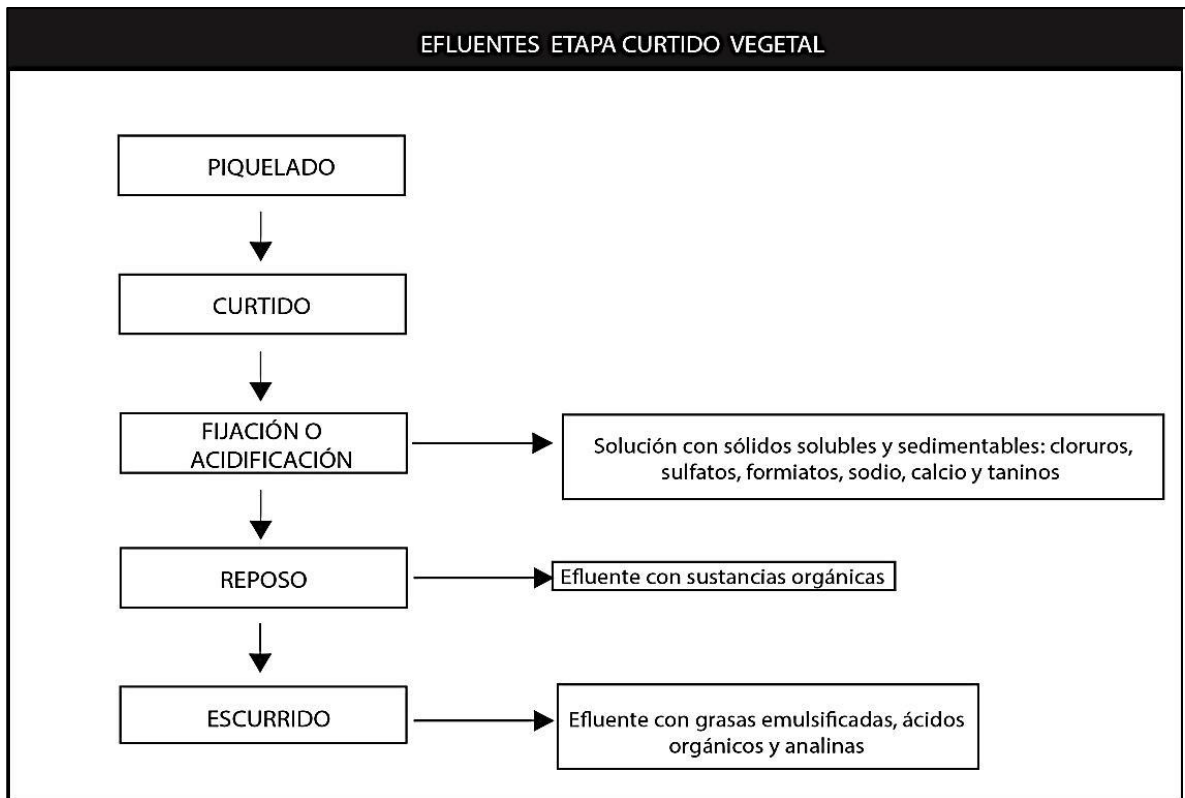 EFLUENTES ETAPA CURTIDO VEGETAL
PIQUELADO
CURTIDO
FIJACIÓN O
ACIDIFICACIÓN
Solución con sólidos solubles y sedimentables: cloruros,
sulfatos, formiatos, sodio, calcio y taninos
REPOSO
Efluente con sustancias orgánicas
ESCURRIDO
Efluente con grasas emulsificadas, ácidos
orgánicos y analinas